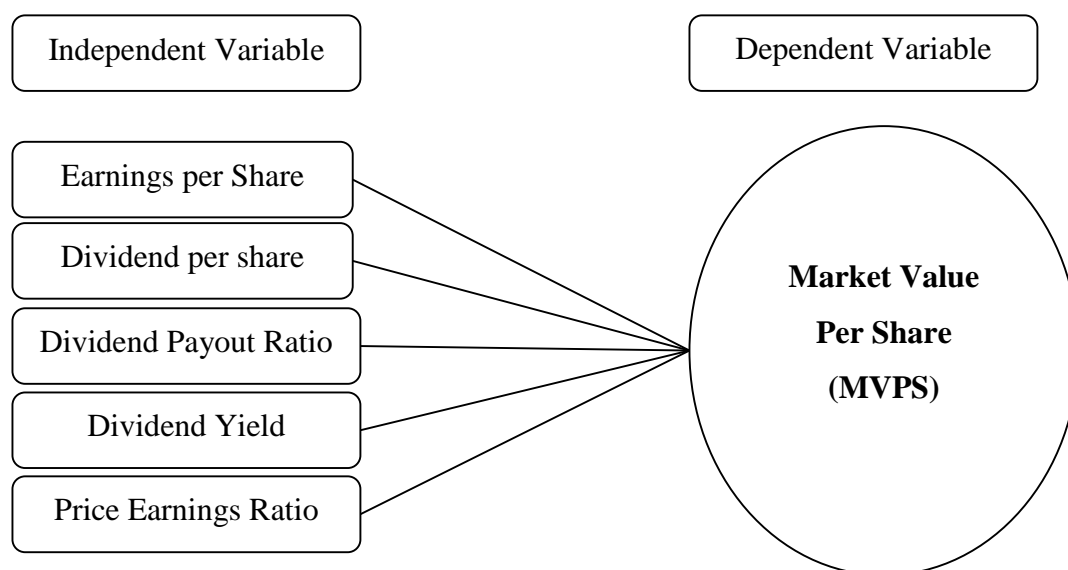 Independent Variable
Dependent Variable
Earnings per Share
Dividend per share
Dividend Payout Ratio
Dividend Yield
Price Earnings Ratio
Market Value
Per Share
(MVPS)